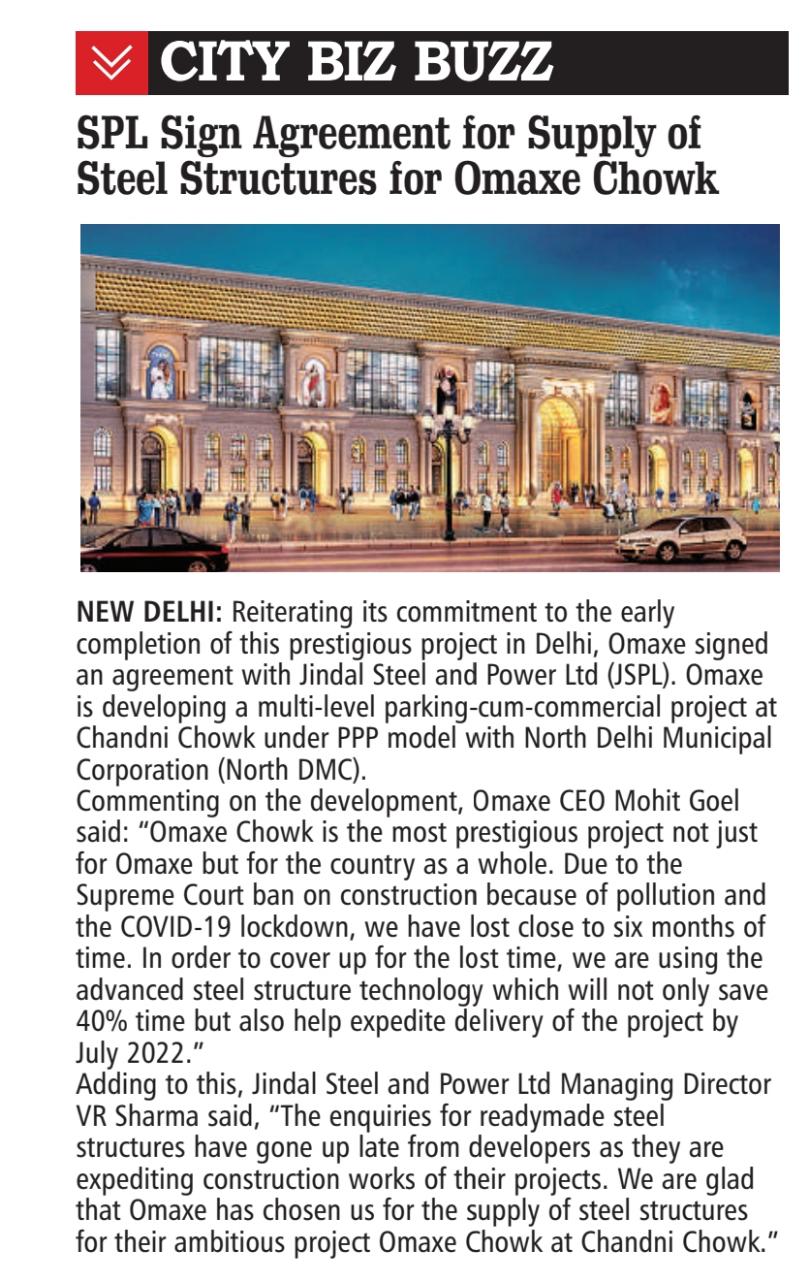 CITY BIZ BUZZ
SPL Sign Agreement for Supply of
Steel Structures for Omaxe Chowk
NEW DELHI: Reiterating its commitment to the early
completion of this prestigious project in Delhi, Omaxe signed
an agreement with Jindal Steel and Power Ltd (JSPL). Omaxe
is developing a multi-level parking-cum-commercial project at
Chandni Chowk under PPP model with North Delhi Municipal
Corporation (North DMC).
Commenting on the development, Omaxe CEO Mohit Goel
said: “Omaxe Chowk is the most prestigious project not just
for Omaxe but for the country as a whole. Due to the
Supreme Court ban on construction because of pollution and
the COVID-19 lockdown, we have lost close to six months of
time. In order to cover up for the lost time, we are using the
advanced steel structure technology which will not only save
40% time but also help expedite delivery of the project by
July 2022.”
Adding to this, Jindal Steel and Power Ltd Managing Director
VR Sharma said, “The enquiries for readymade steel
structures have gone up late from developers as they are
expediting construction works of their projects. We are glad
that Omaxe has chosen us for the supply of steel structures
for their ambitious project Omaxe Chowk at Chandni Chowk.”